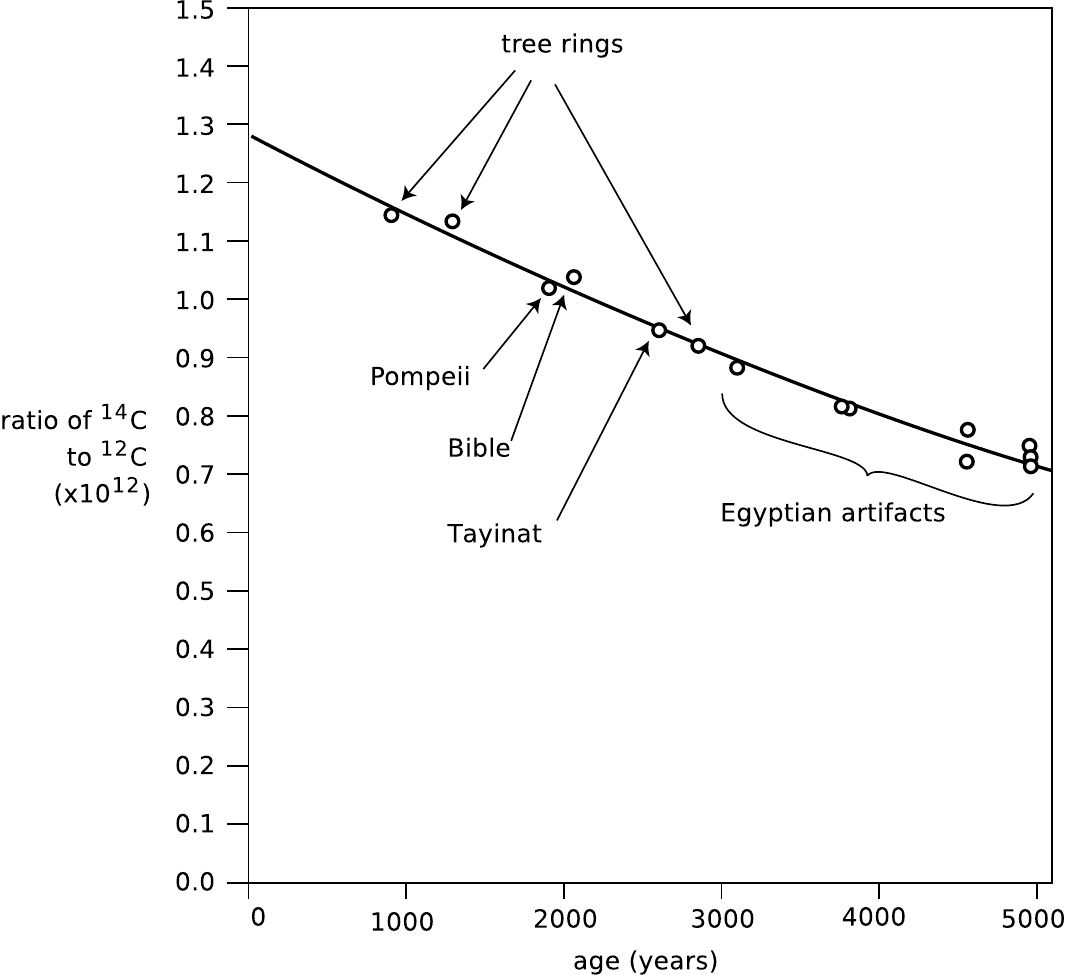 1.5
tree rings
1.4
1.3
1.2
1.1
1.0
0.9
Pompeii
ratio of ¹⁴C
0.8
to ¹²C
Bible
(x10¹²)
0.7
Egyptian artifacts
Tayinat
0.6
0.5
0.4
0.3
0.2
0.1
0.0
0 1000 2000 3000 4000 5000
age (years)